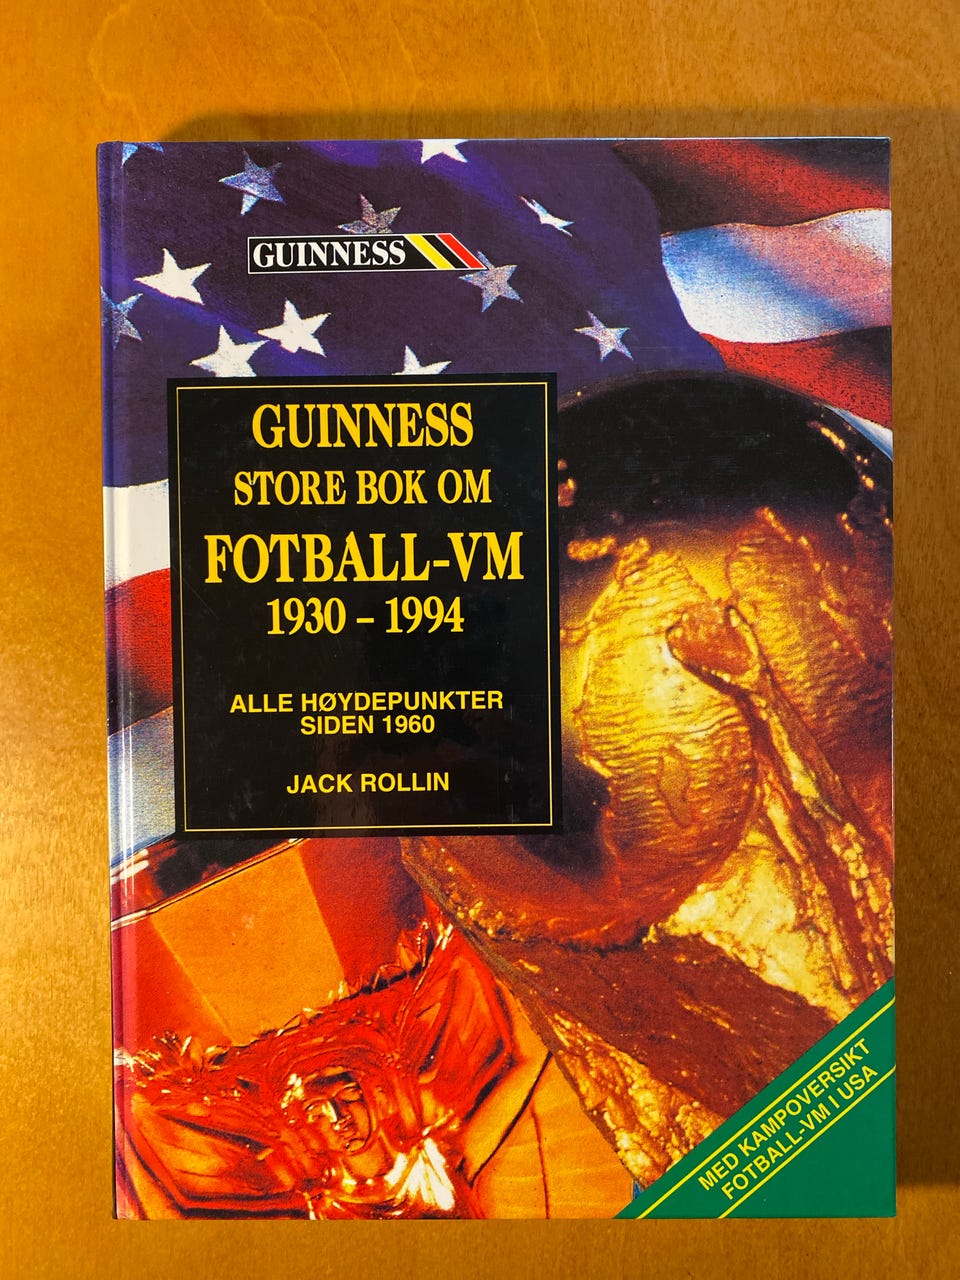 GUINNESS
GUINNESS
STORE BOK OM
FOTBALL-VM
1930 – 1994
ALLE HØYDEPUNKTER
SIDEN 1960
JACK ROLLIN
MED KAMPOVERSIKT
FOTBALL-VM I USA